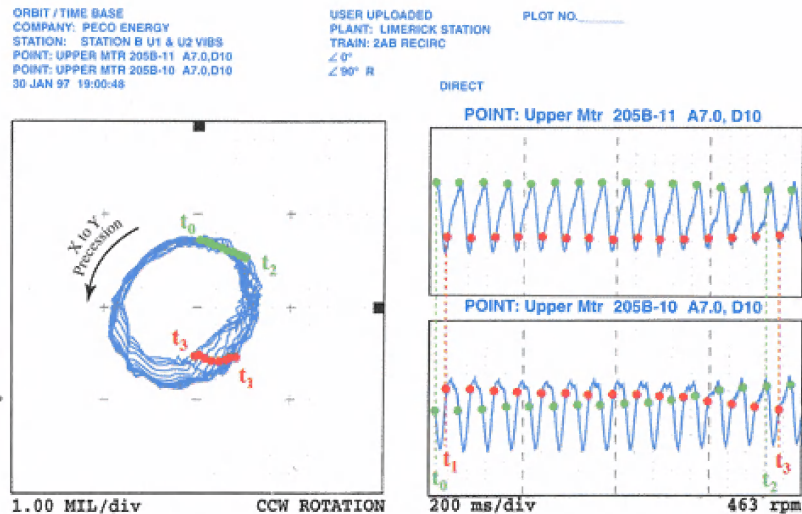 ORBIT / TIME BASE
COMPANY: PECO ENERGY
STATION: STATION B U1 & U2 VIBS
POINT: UPPER MTR 205B-11 A7.0,D10
POINT: UPPER MTR 205B-10 A7.0,D10
30 JAN 97 19:00:48
USER UPLOADED
PLANT: LIMERICK STATION
TRAIN: 2AB RECIRC
∠ 0°
∠ 90° R
DIRECT
PLOT NO.
POINT: Upper Mtr 205B-11 A7.0, D10
X to Y
Precession
t0
t2
t3
t1
1.00 MIL/div CCW ROTATION
POINT: Upper Mtr 205B-10 A7.0, D10
t1
t3
t0
t2
200 ms/div 463 rpm